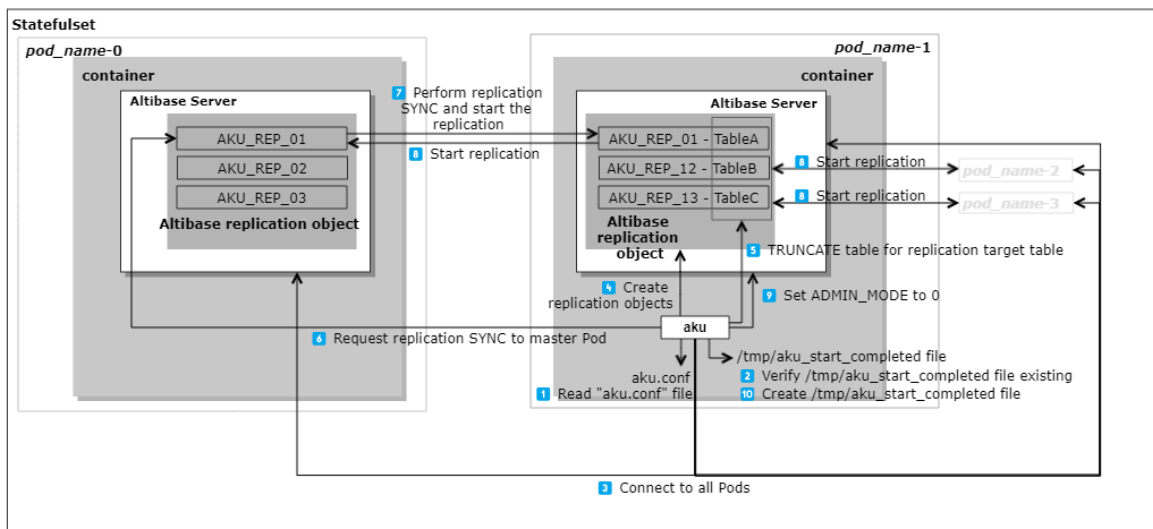 Statefulset
pod_name-0
container
Altibase Server
AKU_REP_01
AKU_REP_02
AKU_REP_03
Altibase replication object
7 Perform replication
SYNC and start the
replication
8 Start replication
pod_name-1
container
Altibase Server
AKU_REP_01 - TableA
AKU_REP_12 - TableB
AKU_REP_13 - TableC
Altibase
replication
object
8 Start replication
pod_name-2
8 Start replication
pod_name-3
5 TRUNCATE table for replication target table
4 Create
replication objects
9 Set ADMIN_MODE to 0
aku
6 Request replication SYNC to master Pod
/tmp/aku_start_completed file
aku.conf
2 Verify /tmp/aku_start_completed file existing
1 Read "aku.conf" file
10 Create /tmp/aku_start_completed file
3 Connect to all Pods